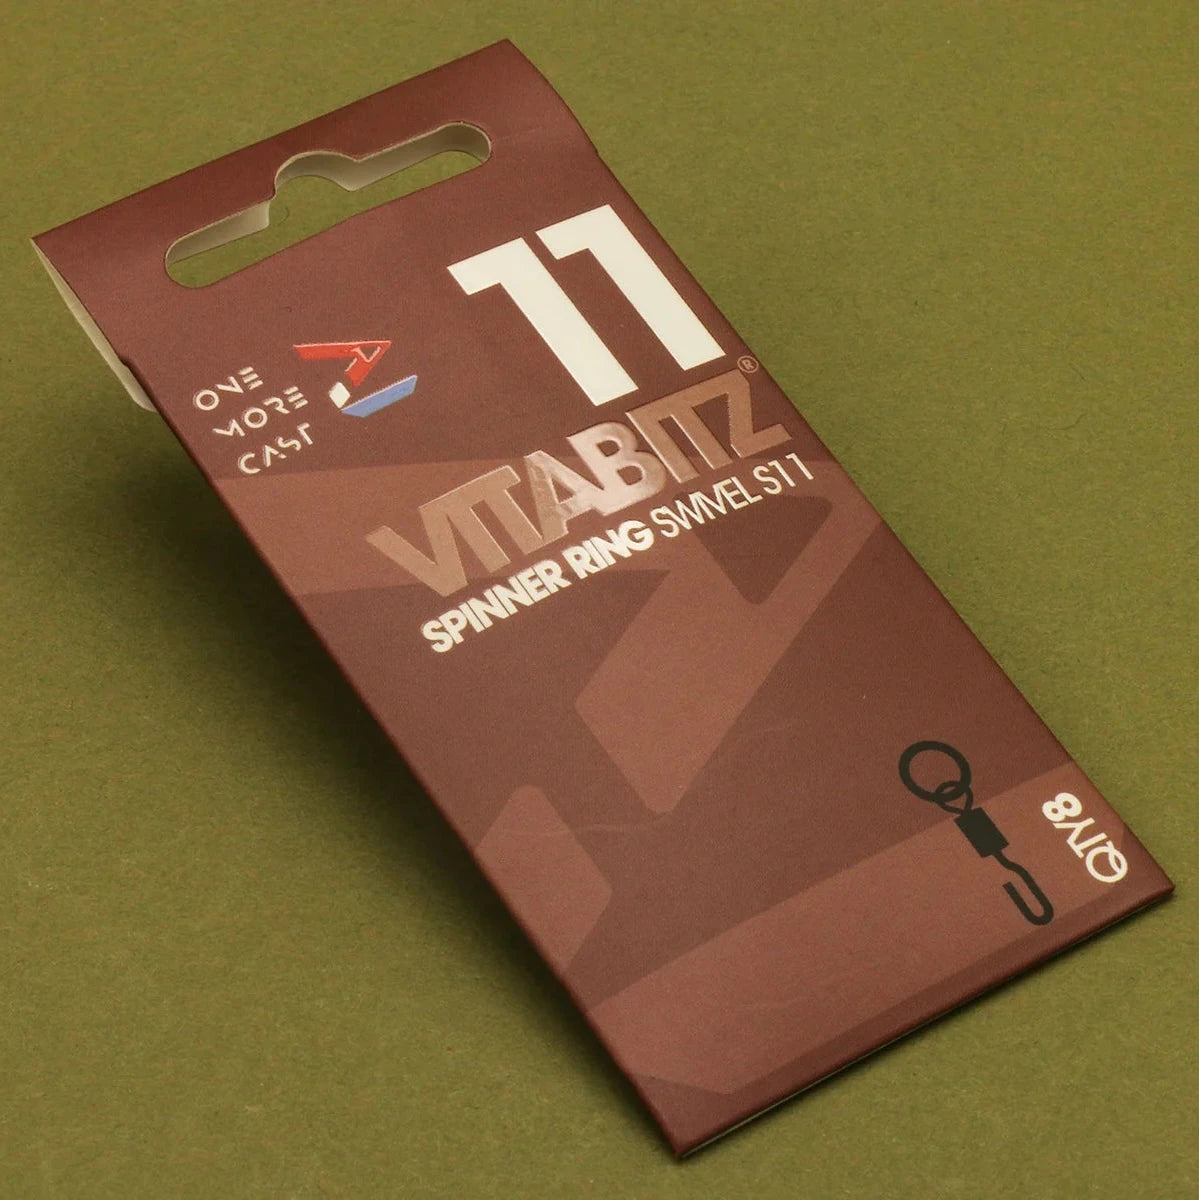 11
ONE
MORE
CAST
VITABITZ®
SPINNER RING SWIVEL S11
QTY8